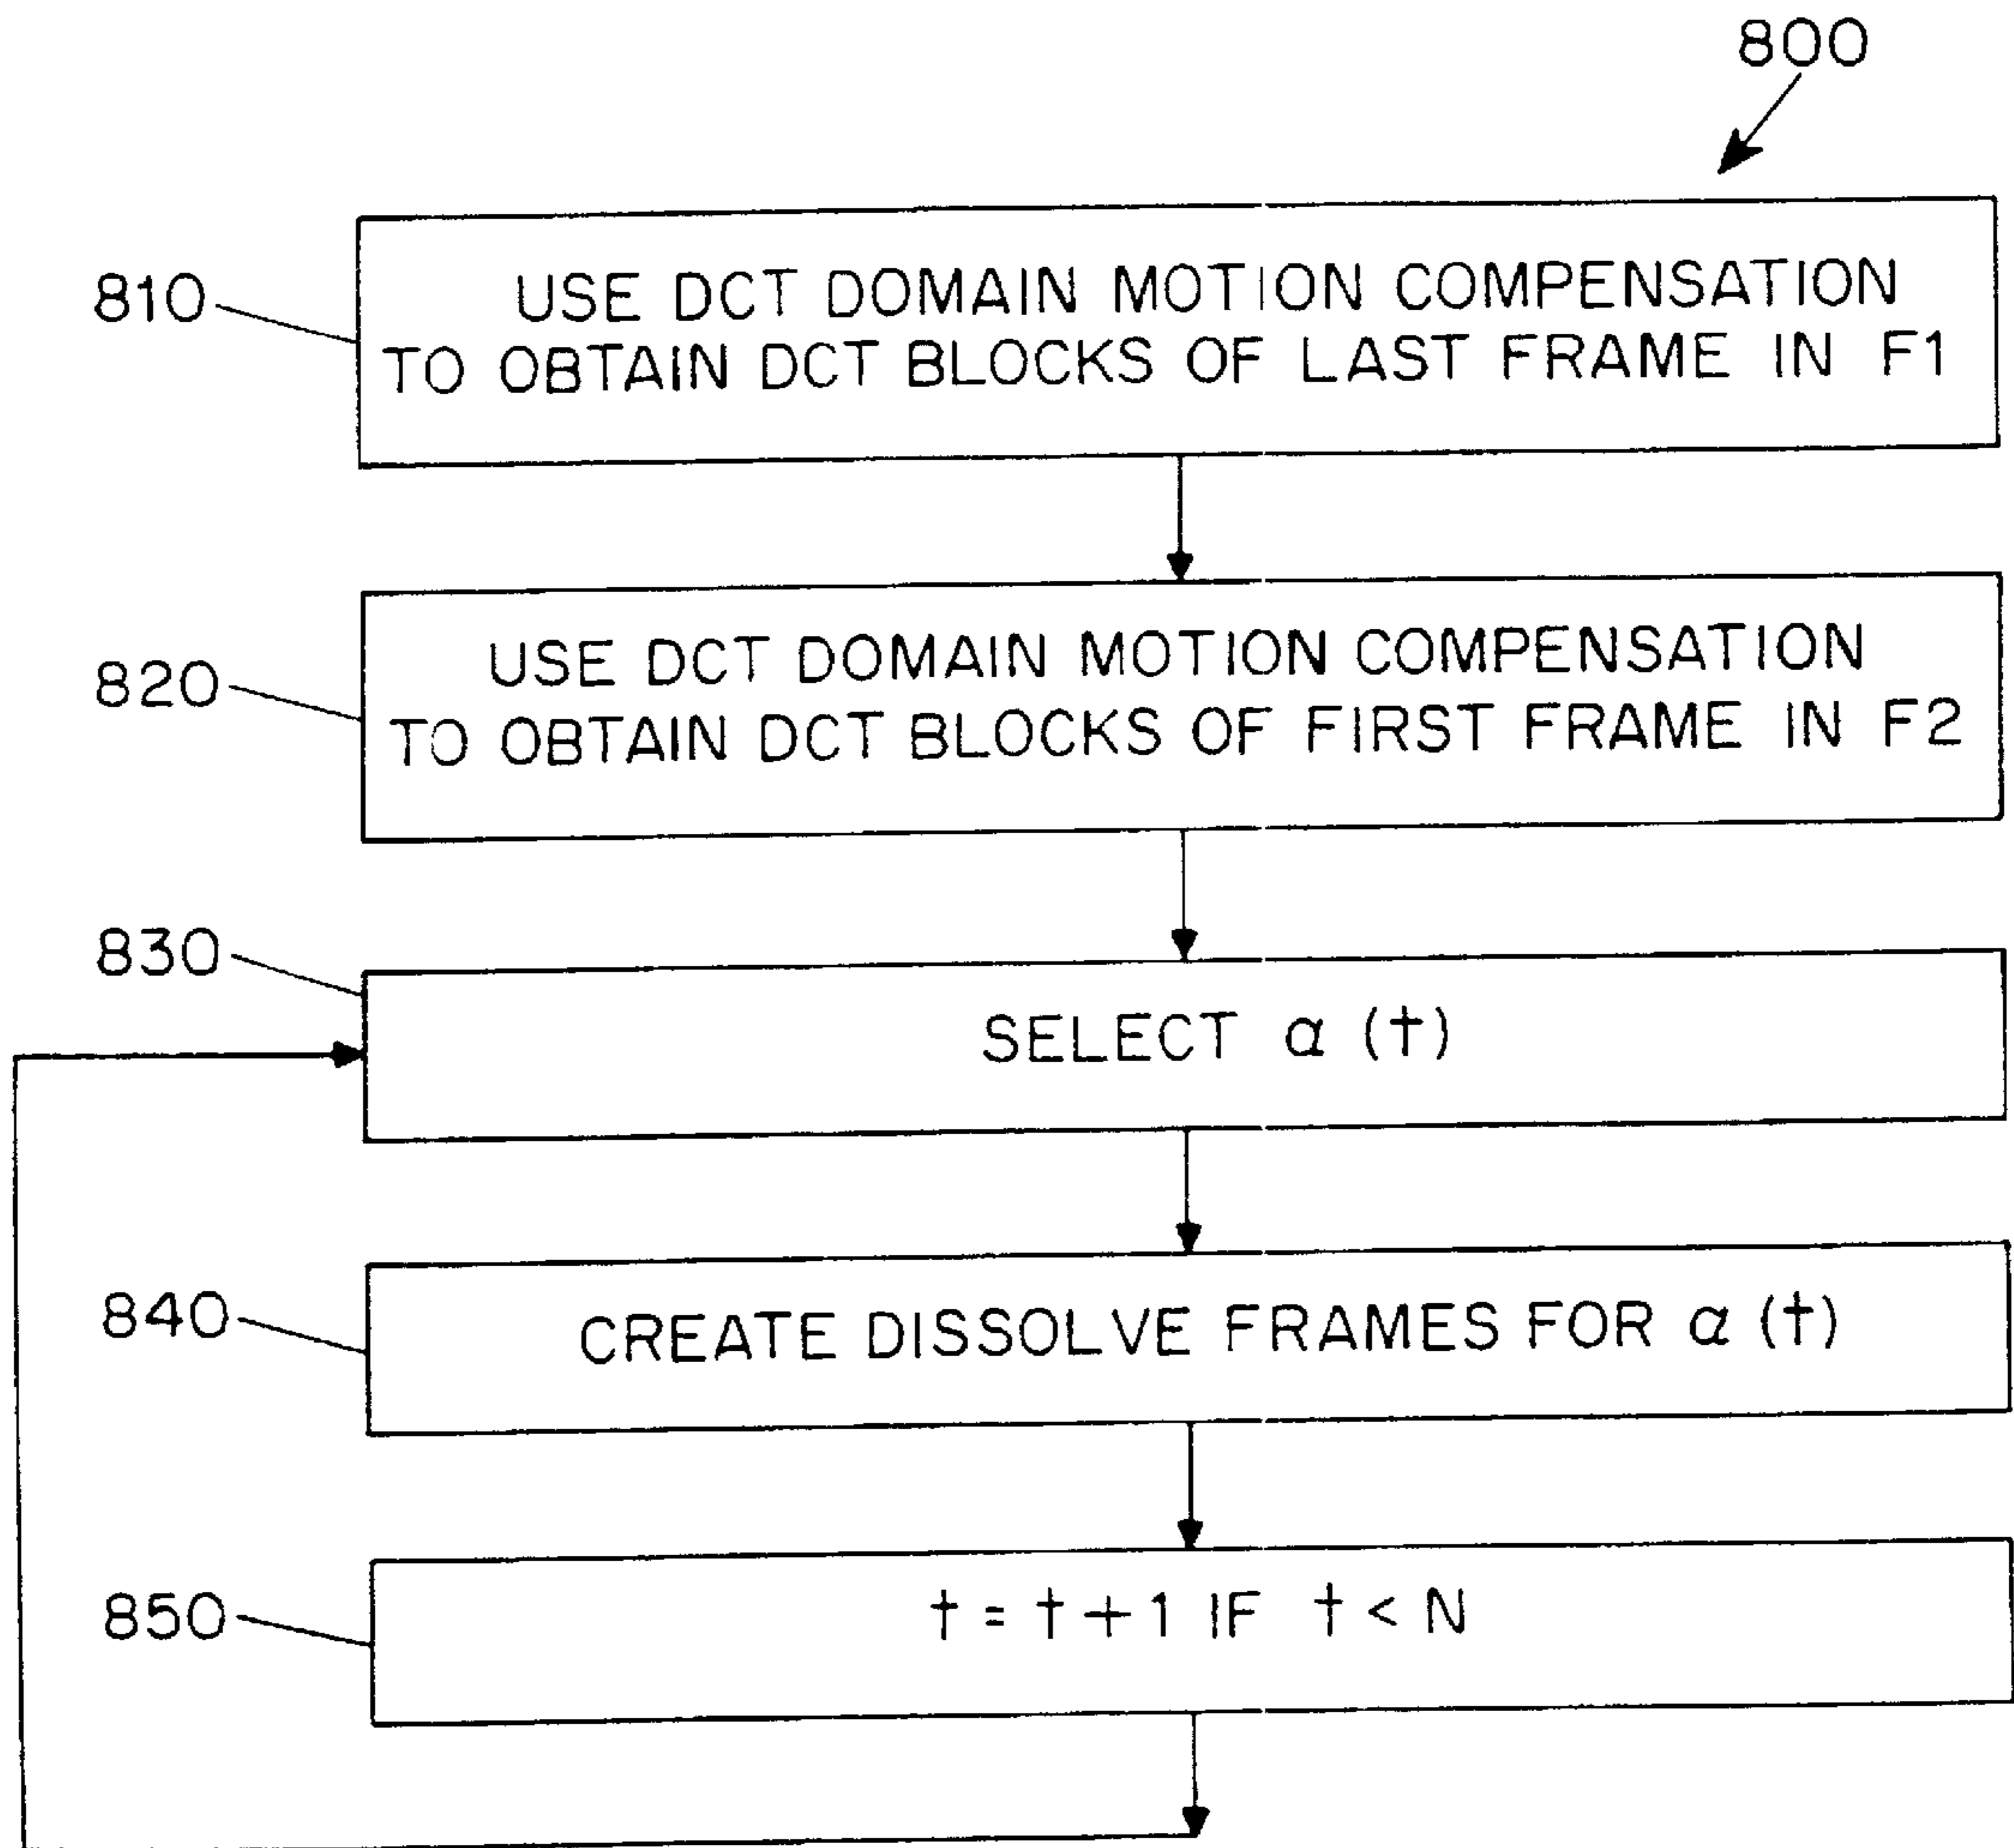 800
810
USE DCT DOMAIN MOTION COMPENSATION
TO OBTAIN DCT BLOCKS OF LAST FRAME IN F1
820
USE DCT DOMAIN MOTION COMPENSATION
TO OBTAIN DCT BLOCKS OF FIRST FRAME IN F2
830
SELECT α (t)
840
CREATE DISSOLVE FRAMES FOR α (t)
850
t = t + 1 IF t < N